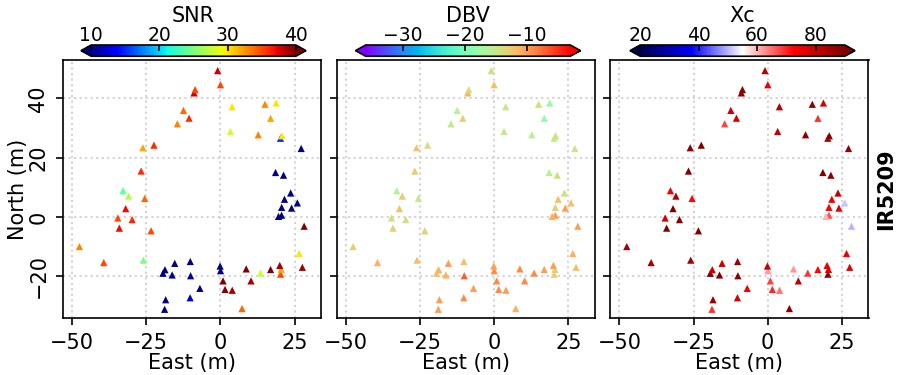 SNR DBV Xc
10 20 30 40 −30 −20 −10 20 40 60 80
North (m)
40
20
0
−20
IR5209
−50 −25 0 25 −50 −25 0 25 −50 −25 0 25
East (m) East (m) East (m)